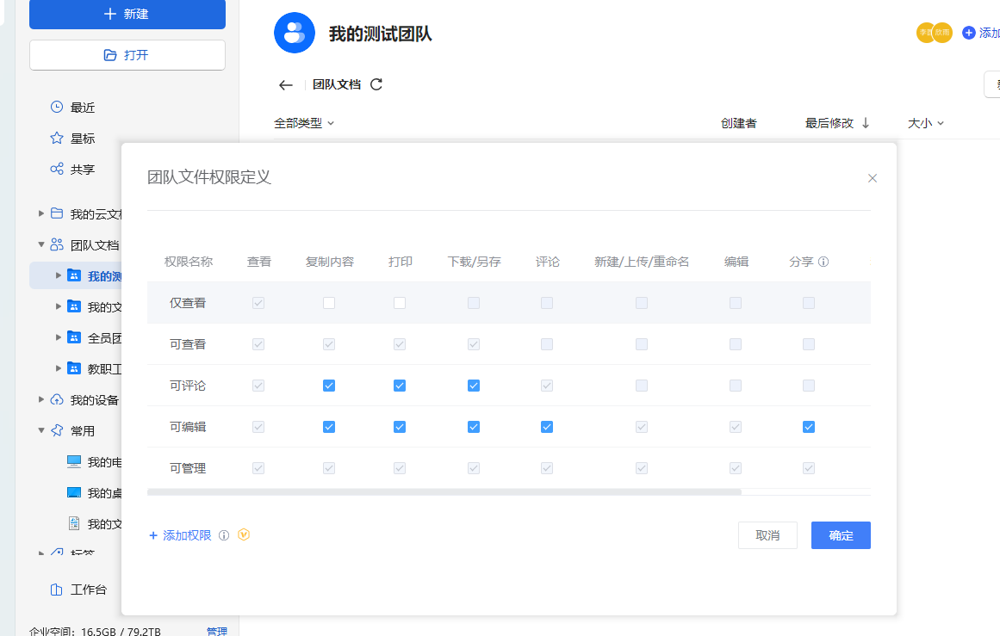 新建
打开
最近
星标
共享
我的云文档
团队文档
我的测
我的文
全员团
教职工
我的设备
常用
我的电
我的桌
我的文
标签
工作台
企业空间: 16.5GB / 79.2TB 管理
我的测试团队
添加
团队文档
全部类型 创建者 最后修改 大小
团队文件权限定义
权限名称 查看 复制内容 打印 下载/另存 评论 新建/上传/重命名 编辑 分享
仅查看
可查看
可评论
可编辑
可管理
+ 添加权限
取消 确定